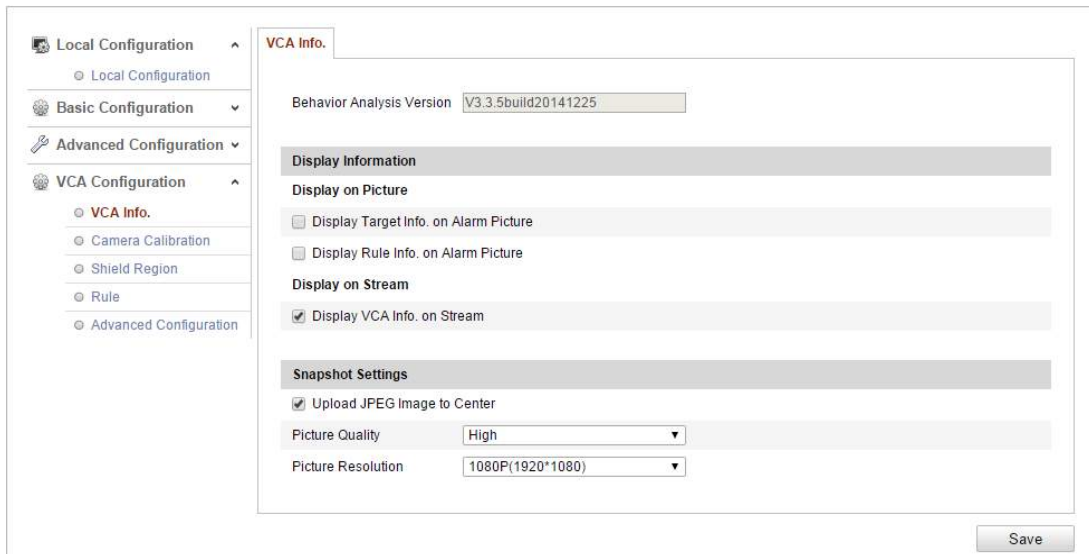 Local Configuration
Local Configuration
Basic Configuration
Advanced Configuration
VCA Configuration
VCA Info.
Camera Calibration
Shield Region
Rule
Advanced Configuration
VCA Info.
Behavior Analysis Version V3.3.5build20141225
Display Information
Display on Picture
Display Target Info. on Alarm Picture
Display Rule Info. on Alarm Picture
Display on Stream
Display VCA Info. on Stream
Snapshot Settings
Upload JPEG Image to Center
Picture Quality High
Picture Resolution 1080P(1920*1080)
Save